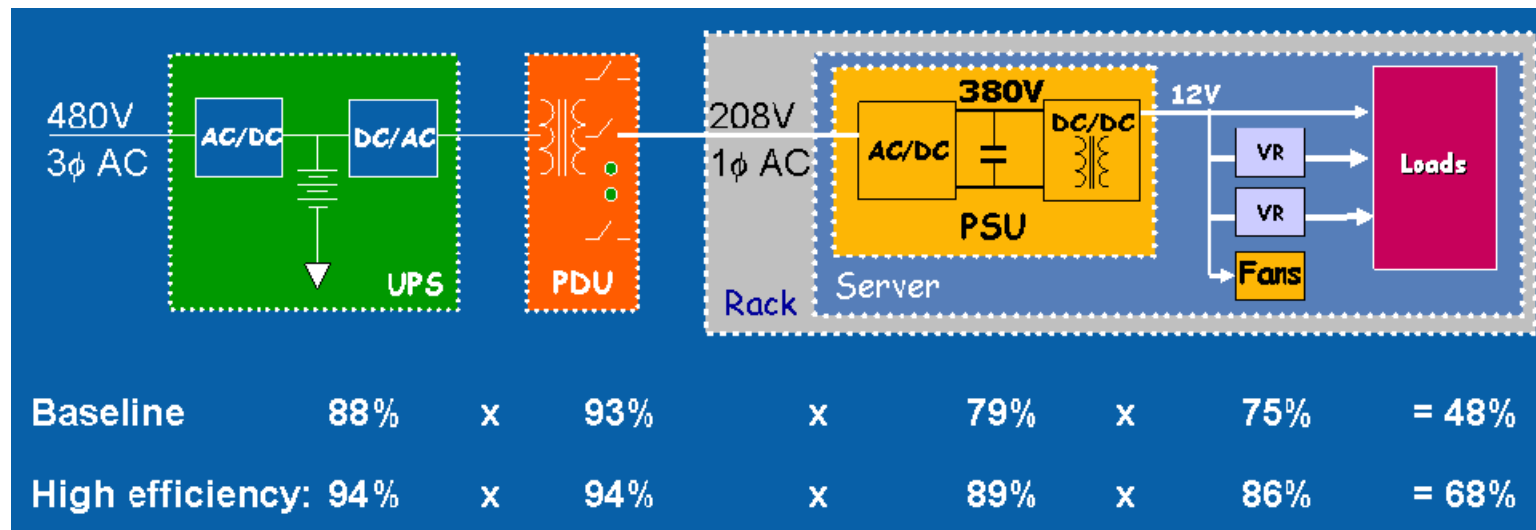 480V
3ϕ AC
AC/DC
DC/AC
UPS
PDU
208V
1ϕ AC
Rack
AC/DC
380V
DC/DC
PSU
Server
12V
VR
VR
Fans
Loads
Baseline 88% x 93% x 79% x 75% = 48%
High efficiency: 94% x 94% x 89% x 86% = 68%